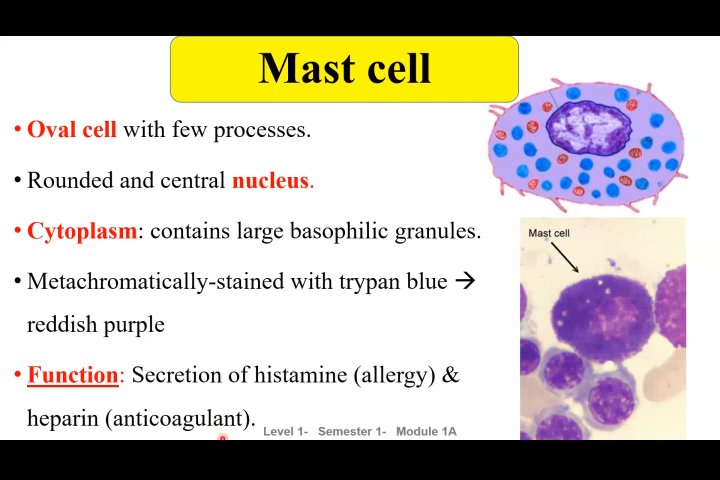 Mast cell
• Oval cell with few processes.
• Rounded and central nucleus.
• Cytoplasm: contains large basophilic granules.
• Metachromatically-stained with trypan blue →
reddish purple
• Function: Secretion of histamine (allergy) &
heparin (anticoagulant).
Mast cell
Level 1- Semester 1- Module 1A